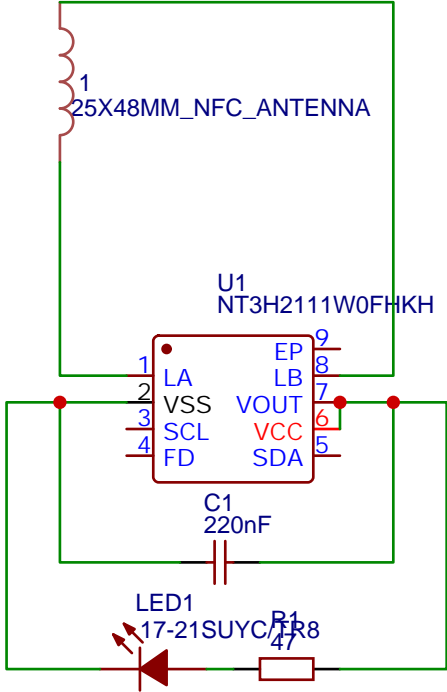 1
25X48MM_NFC_ANTENNA
U1
NT3H2111W0FHKH
EP 9
1 LA LB 8
2 VSS VOUT 7
3 SCL VCC 6
4 FD SDA 5
C1
220nF
LED1
17-21SUYC/TR8
R1
47